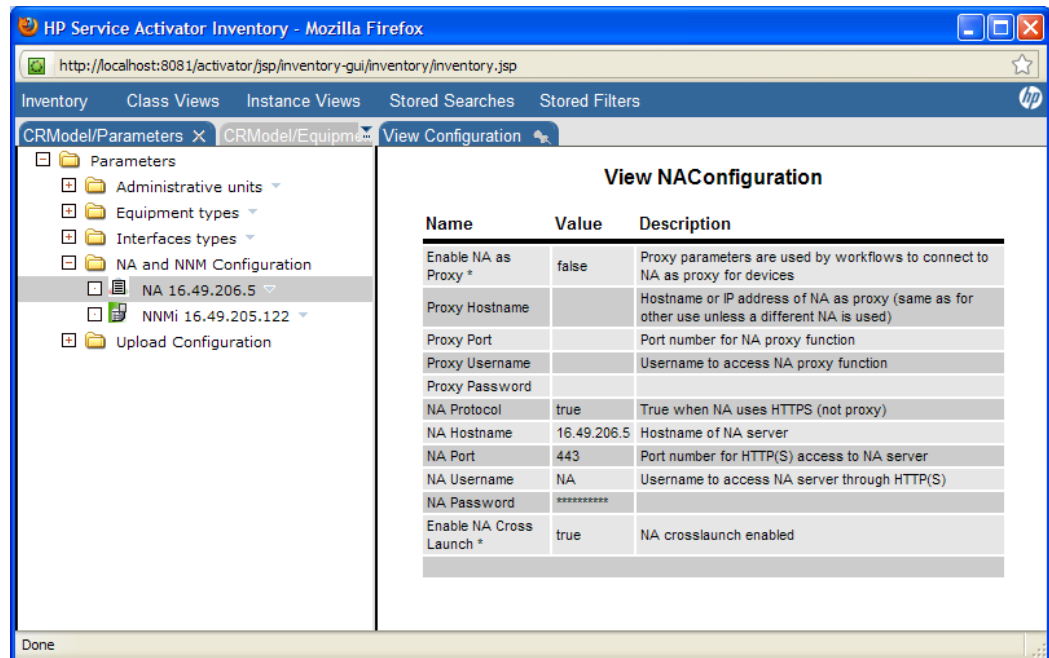 HP Service Activator Inventory - Mozilla Firefox
http://localhost:8081/activator/jsp/inventory-gui/inventory/inventory.jsp
Inventory Class Views Instance Views Stored Searches Stored Filters
hp
CRModel/Parameters X CRModel/Equipme
View Configuration
Parameters
Administrative units
Equipment types
Interfaces types
NA and NNM Configuration
NA 16.49.206.5
NNMi 16.49.205.122
Upload Configuration
View NAConfiguration
Name Value Description
Enable NA as
Proxy * false Proxy parameters are used by workflows to connect to
NA as proxy for devices
Proxy Hostname Hostname or IP address of NA as proxy (same as for
other use unless a different NA is used)
Proxy Port Port number for NA proxy function
Proxy Username Username to access NA proxy function
Proxy Password
NA Protocol true True when NA uses HTTPS (not proxy)
NA Hostname 16.49.206.5 Hostname of NA server
NA Port 443 Port number for HTTP(S) access to NA server
NA Username NA Username to access NA server through HTTP(S)
NA Password **********
Enable NA Cross
Launch * true NA crosslaunch enabled
Done